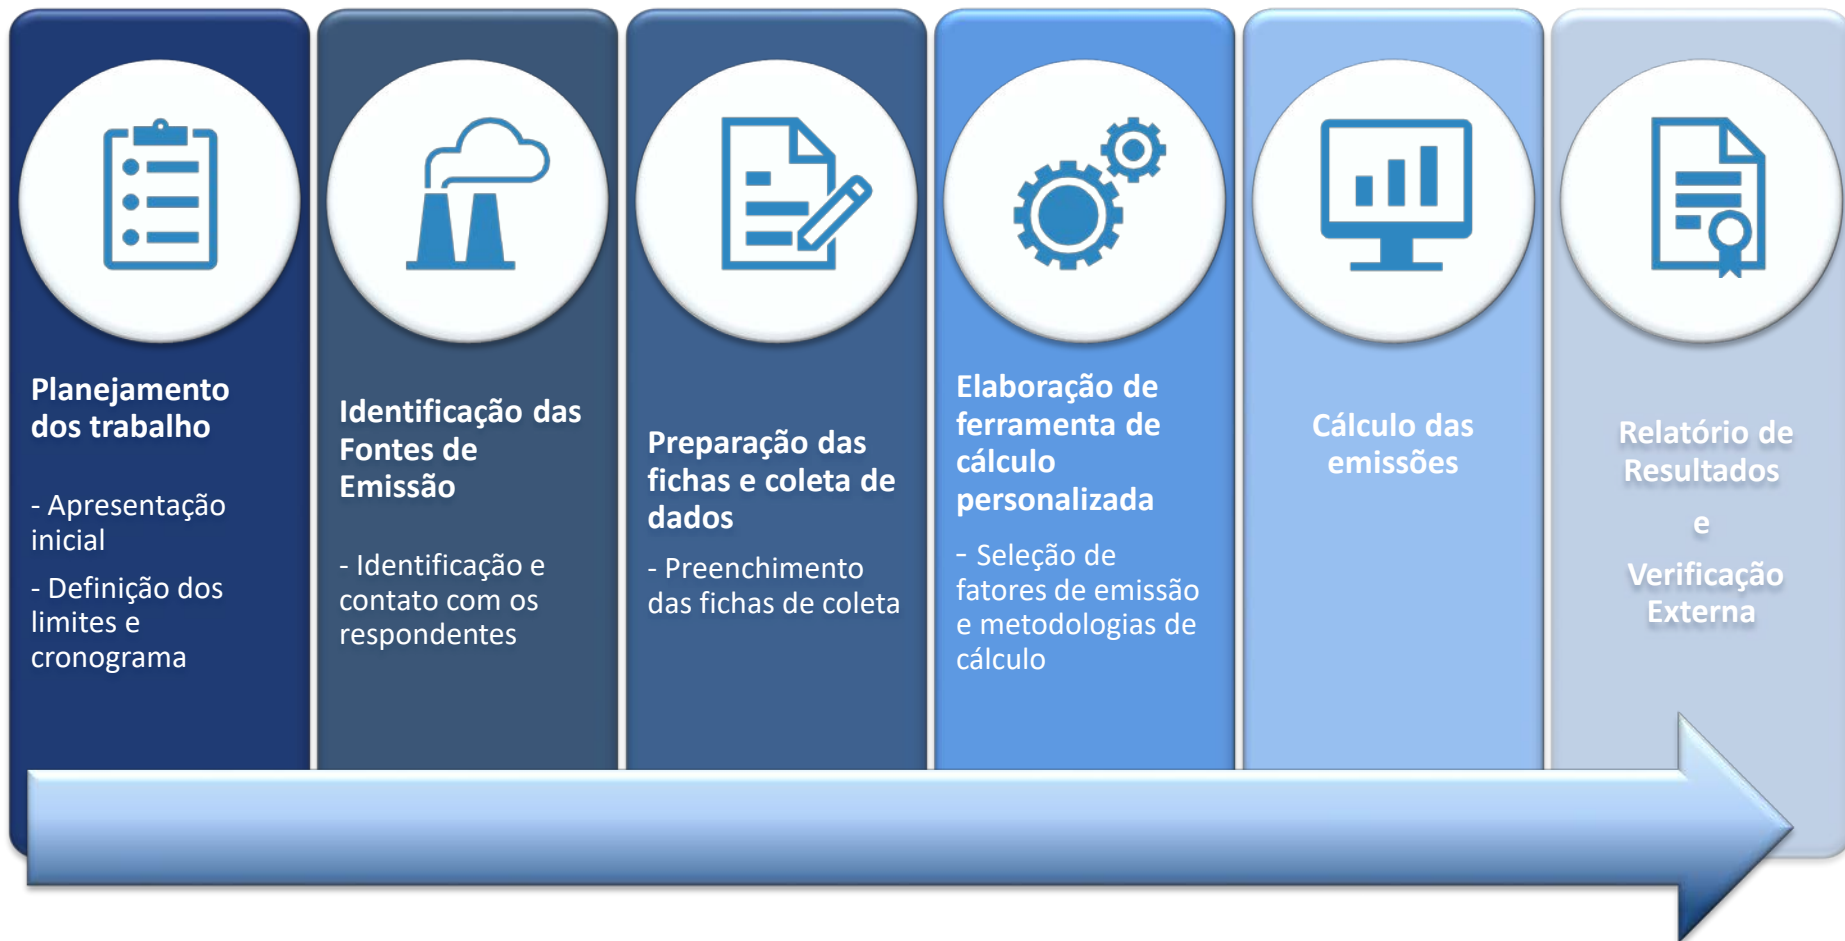 Planejamento
dos trabalho
- Apresentação
inicial
- Definição dos
limites e
cronograma
Identificação das
Fontes de
Emissão
- Identificação e
contato com os
respondentes
Preparação das
fichas e coleta de
dados
- Preenchimento
das fichas de coleta
Elaboração de
ferramenta de
cálculo
personalizada
- Seleção de
fatores de emissão
e metodologias de
cálculo
Cálculo das
emissões
Relatório de
Resultados
e
Verificação
Externa